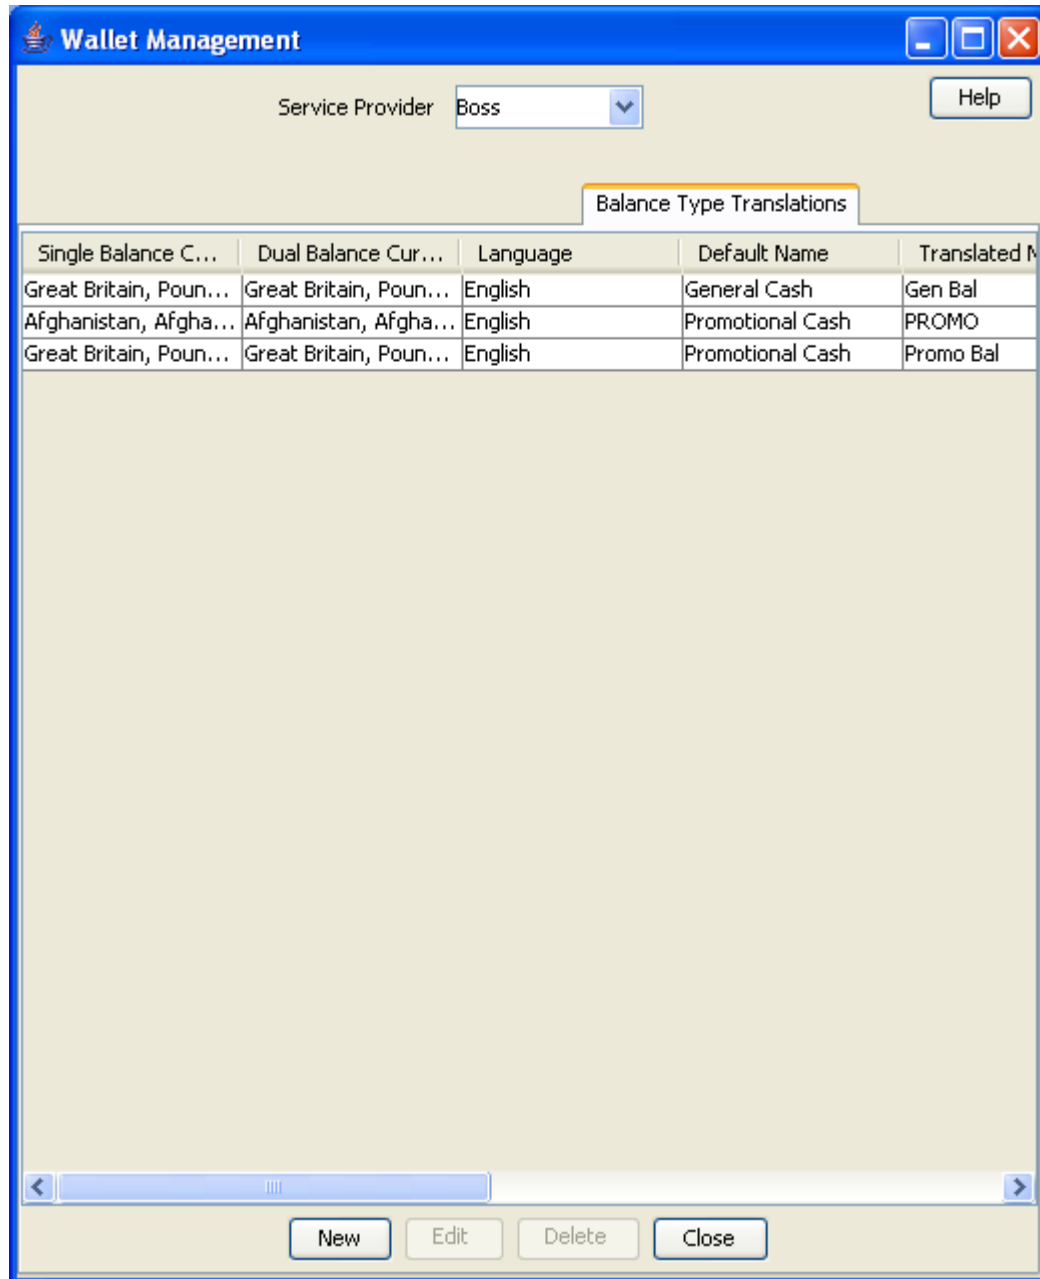 Wallet Management
Service Provider Boss Help
Balance Type Translations
Single Balance C... Dual Balance Cur... Language Default Name Translated
Great Britain, Poun... Great Britain, Poun... English General Cash Gen Bal
Afghanistan, Afgha... Afghanistan, Afgha... English Promotional Cash PROMO
Great Britain, Poun... Great Britain, Poun... English Promotional Cash Promo Bal
New Edit Delete Close